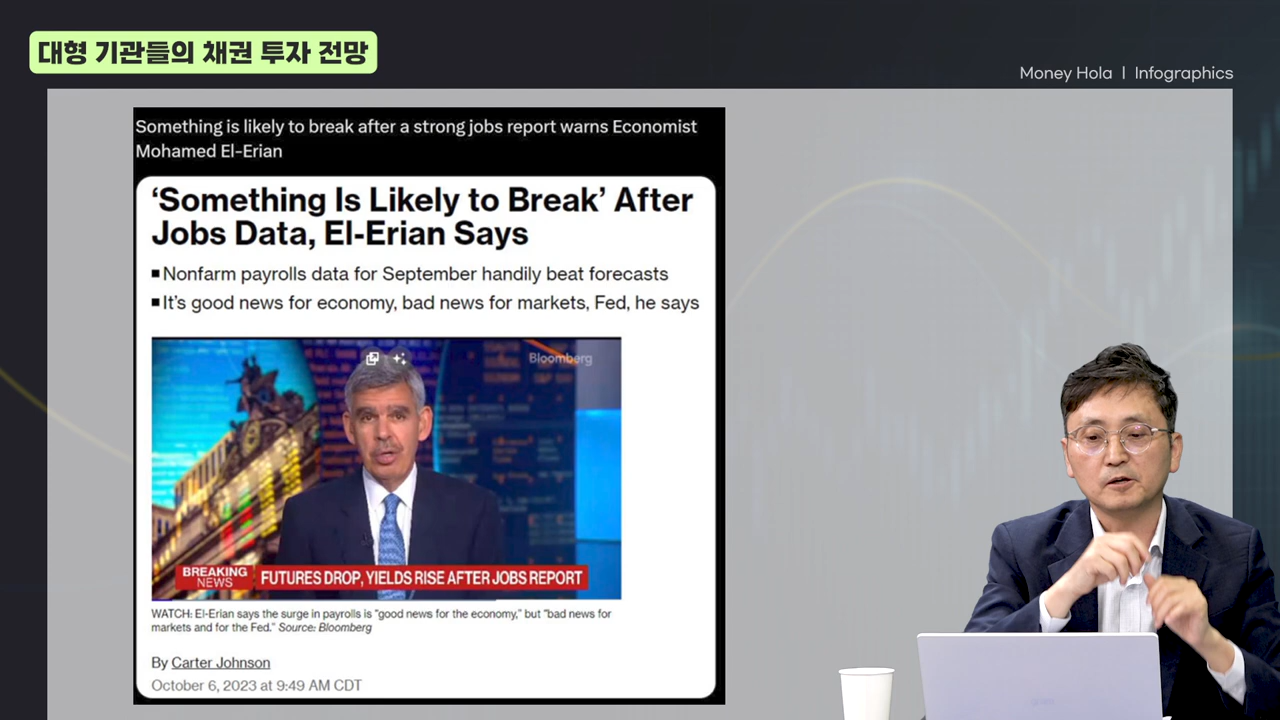 대형 기관들의 채권 투자 전망
Money Hola | Infographics
Something is likely to break after a strong jobs report warns Economist
Mohamed El-Erian
‘Something Is Likely to Break’ After
Jobs Data, El-Erian Says
■ Nonfarm payrolls data for September handily beat forecasts
■ It’s good news for economy, bad news for markets, Fed, he says
Bloomberg
BREAKING
NEWS
FUTURES DROP, YIELDS RISE AFTER JOBS REPORT
WATCH: El-Erian says the surge in payrolls is “good news for the economy,” but “bad news for
markets and for the Fed.” Source: Bloomberg
By Carter Johnson
October 6, 2023 at 9:49 AM CDT